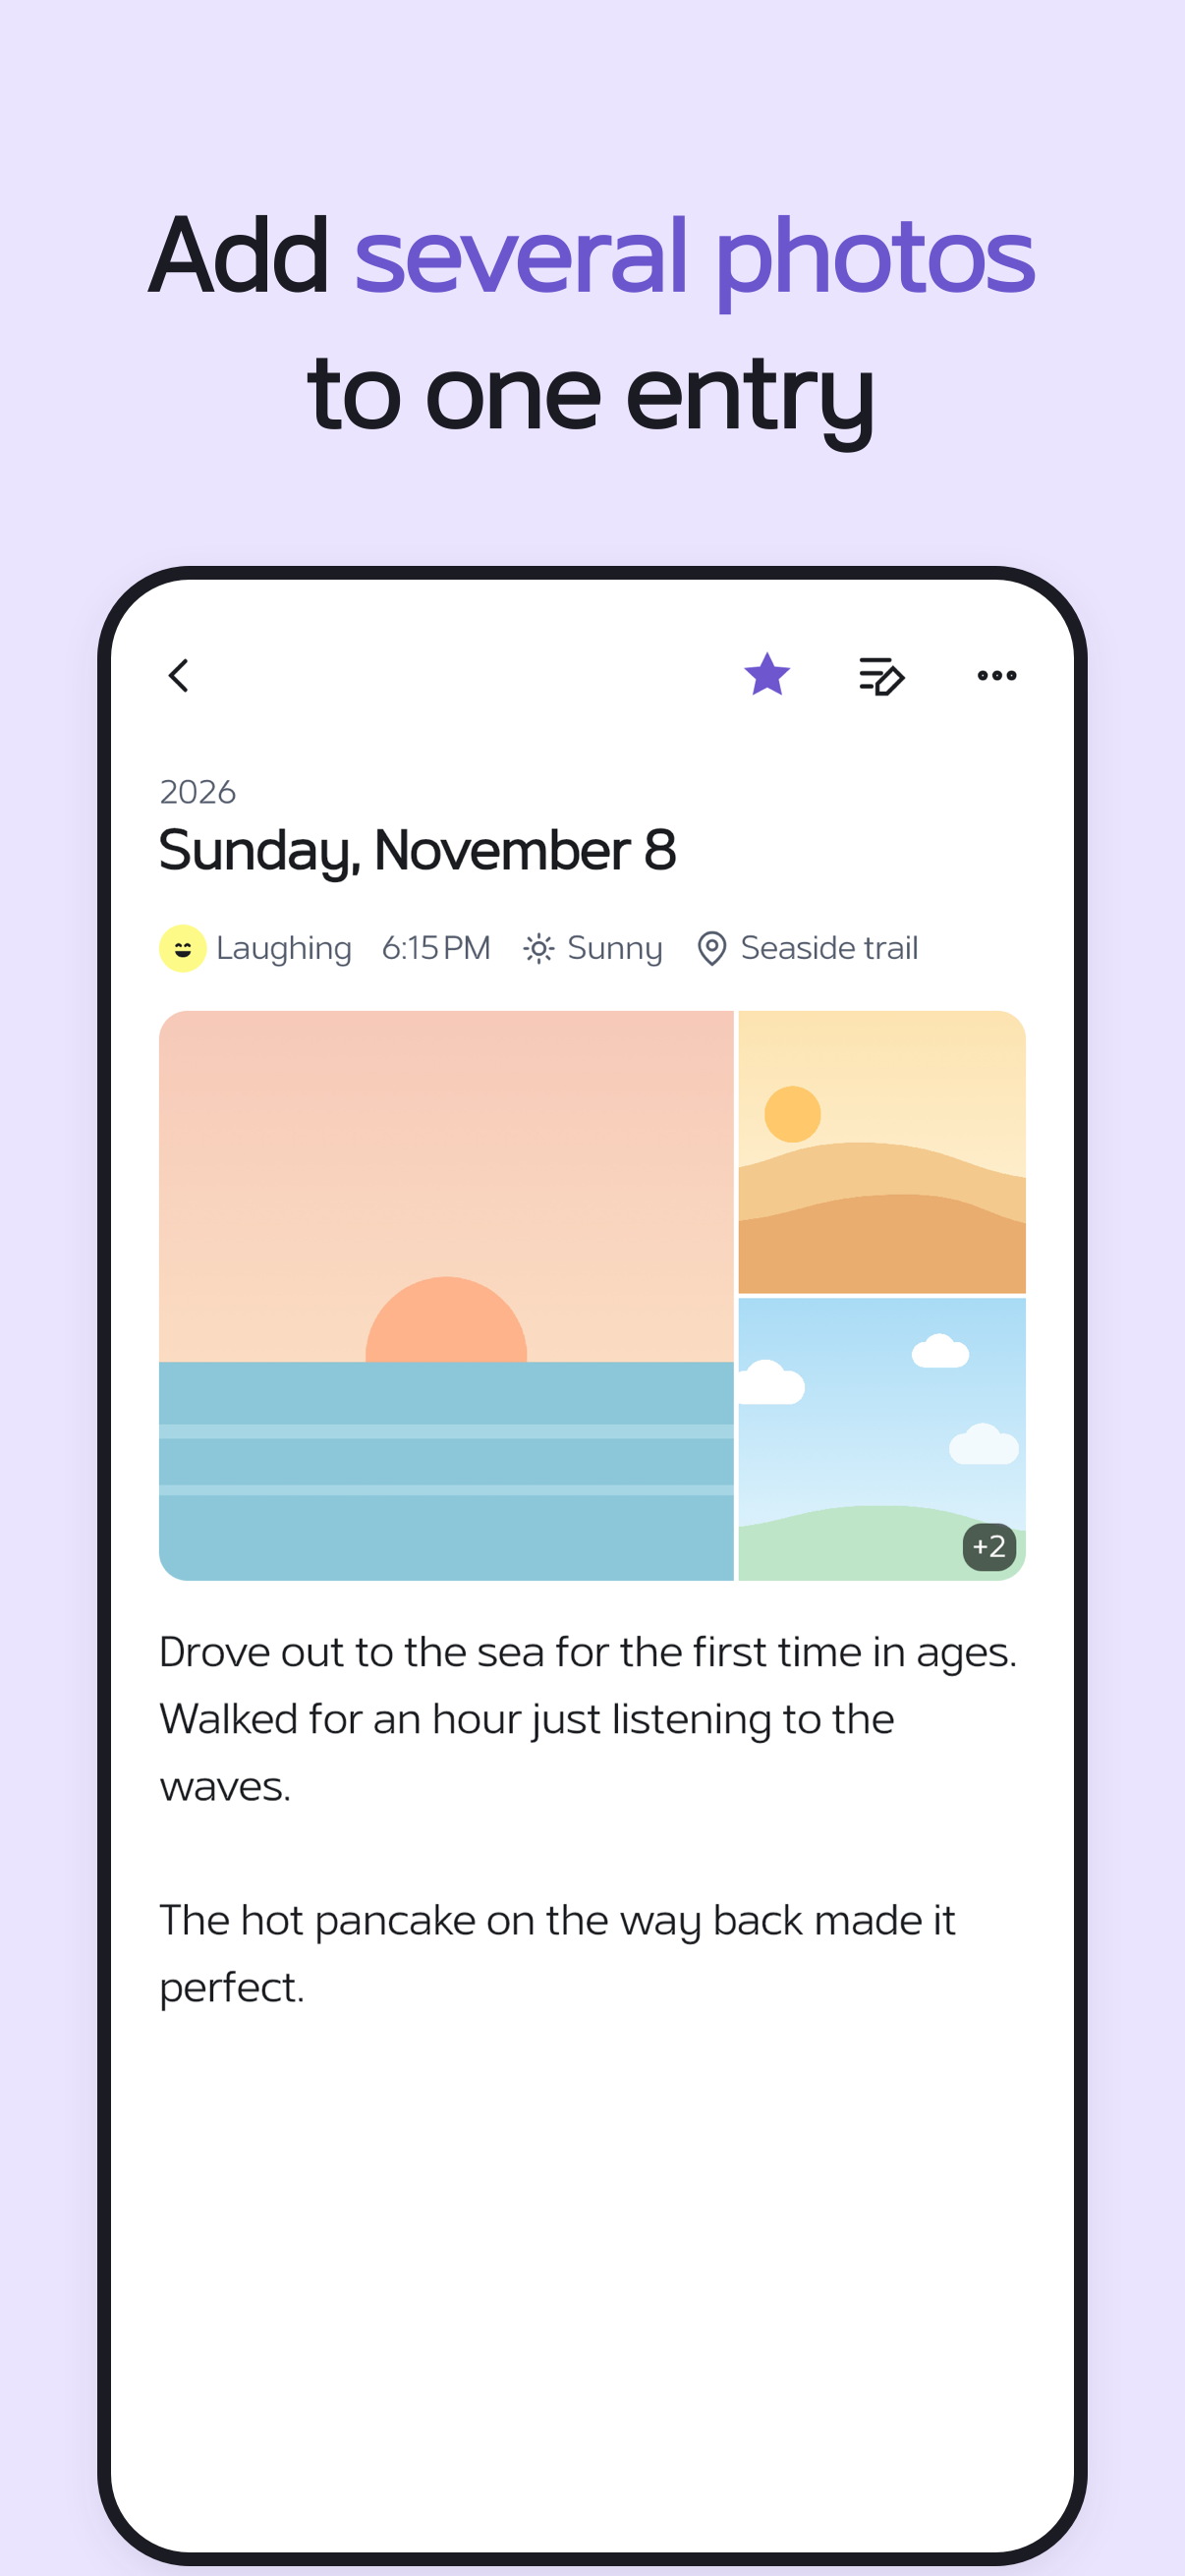 Add several photos
to one entry
2026
Sunday, November 8
Laughing 6:15 PM Sunny Seaside trail
+2
Drove out to the sea for the first time in ages.
Walked for an hour just listening to the
waves.
The hot pancake on the way back made it
perfect.